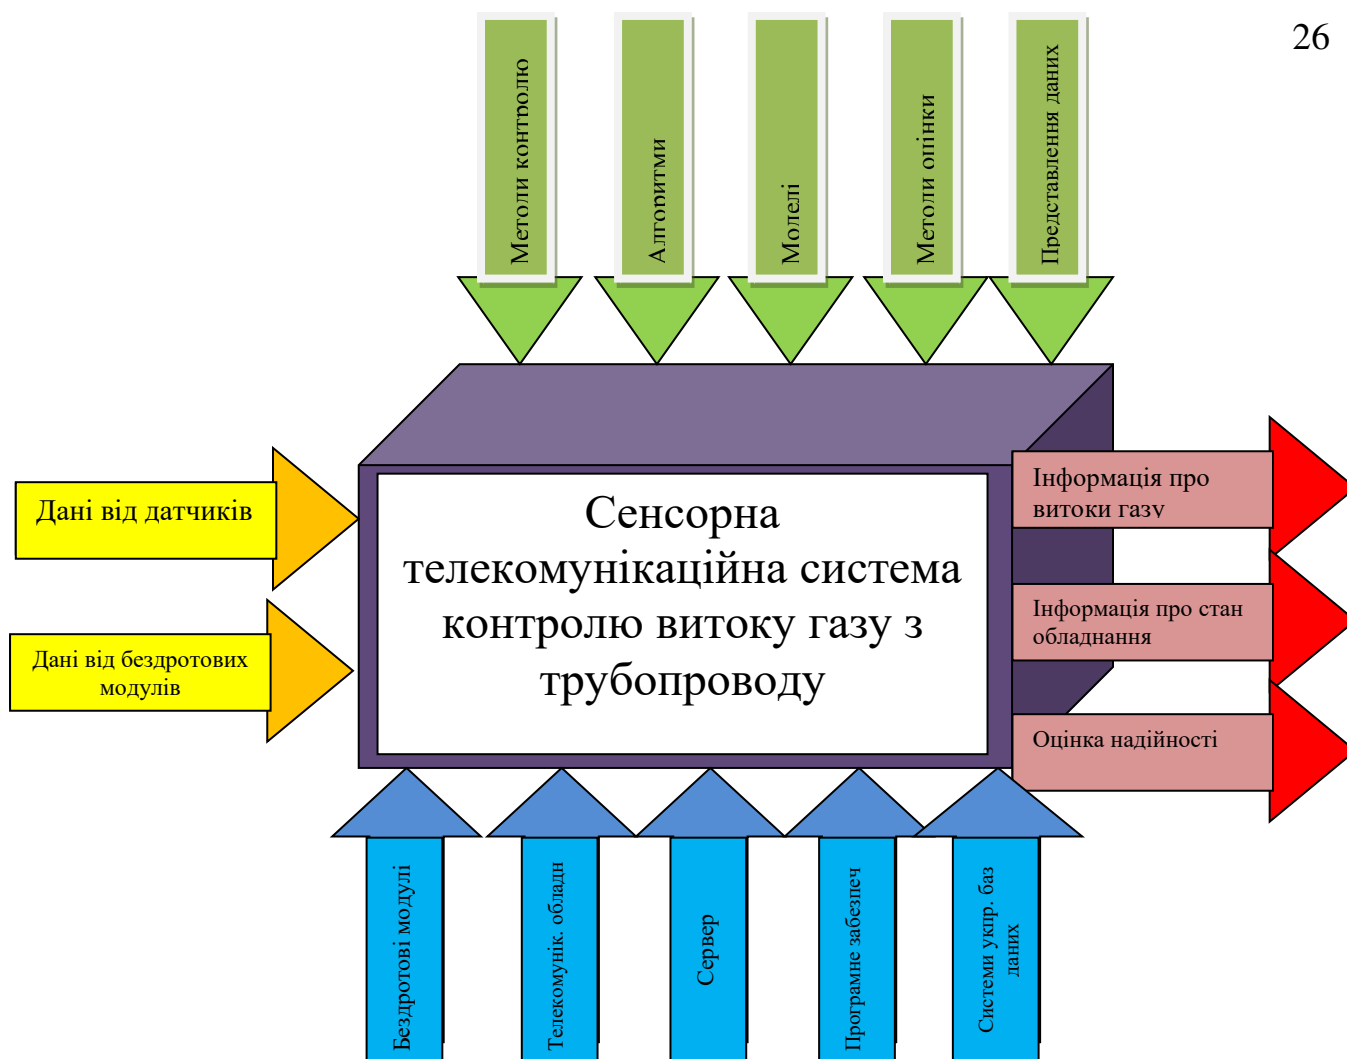 26
Методи контролю
Алгоритми
Моделі
Методи оцінки
Представлення даних
Дані від датчиків
Дані від бездротових
модулів
Сенсорна
телекомунікаційна система
контролю витоку газу з
трубопроводу
Інформація про
витоки газу
Інформація про стан
обладнання
Оцінка надійності
Бездротові модулі
Телекомунік. обладн
Сервер
Програмне забезпеч
Системи укпр. баз
даних